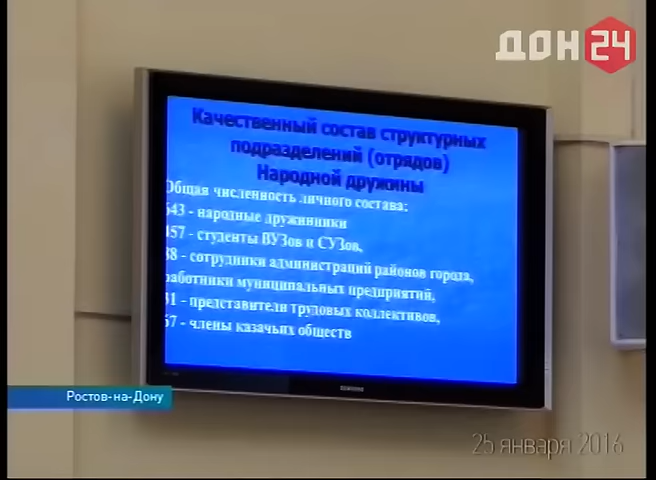 ДОН 24
Качественный состав структурных
подразделений (отрядов)
Народной дружины
Общая численность личного состава:
543 - народные дружинники
457 - студенты ВУЗов и СУЗов,
- сотрудники администраций районов города,
работники муниципальных предприятий,
- представители трудовых коллективов,
- члены казачьих обществ
SAMSUNG
Ростов-на-Дону
25 января 2016